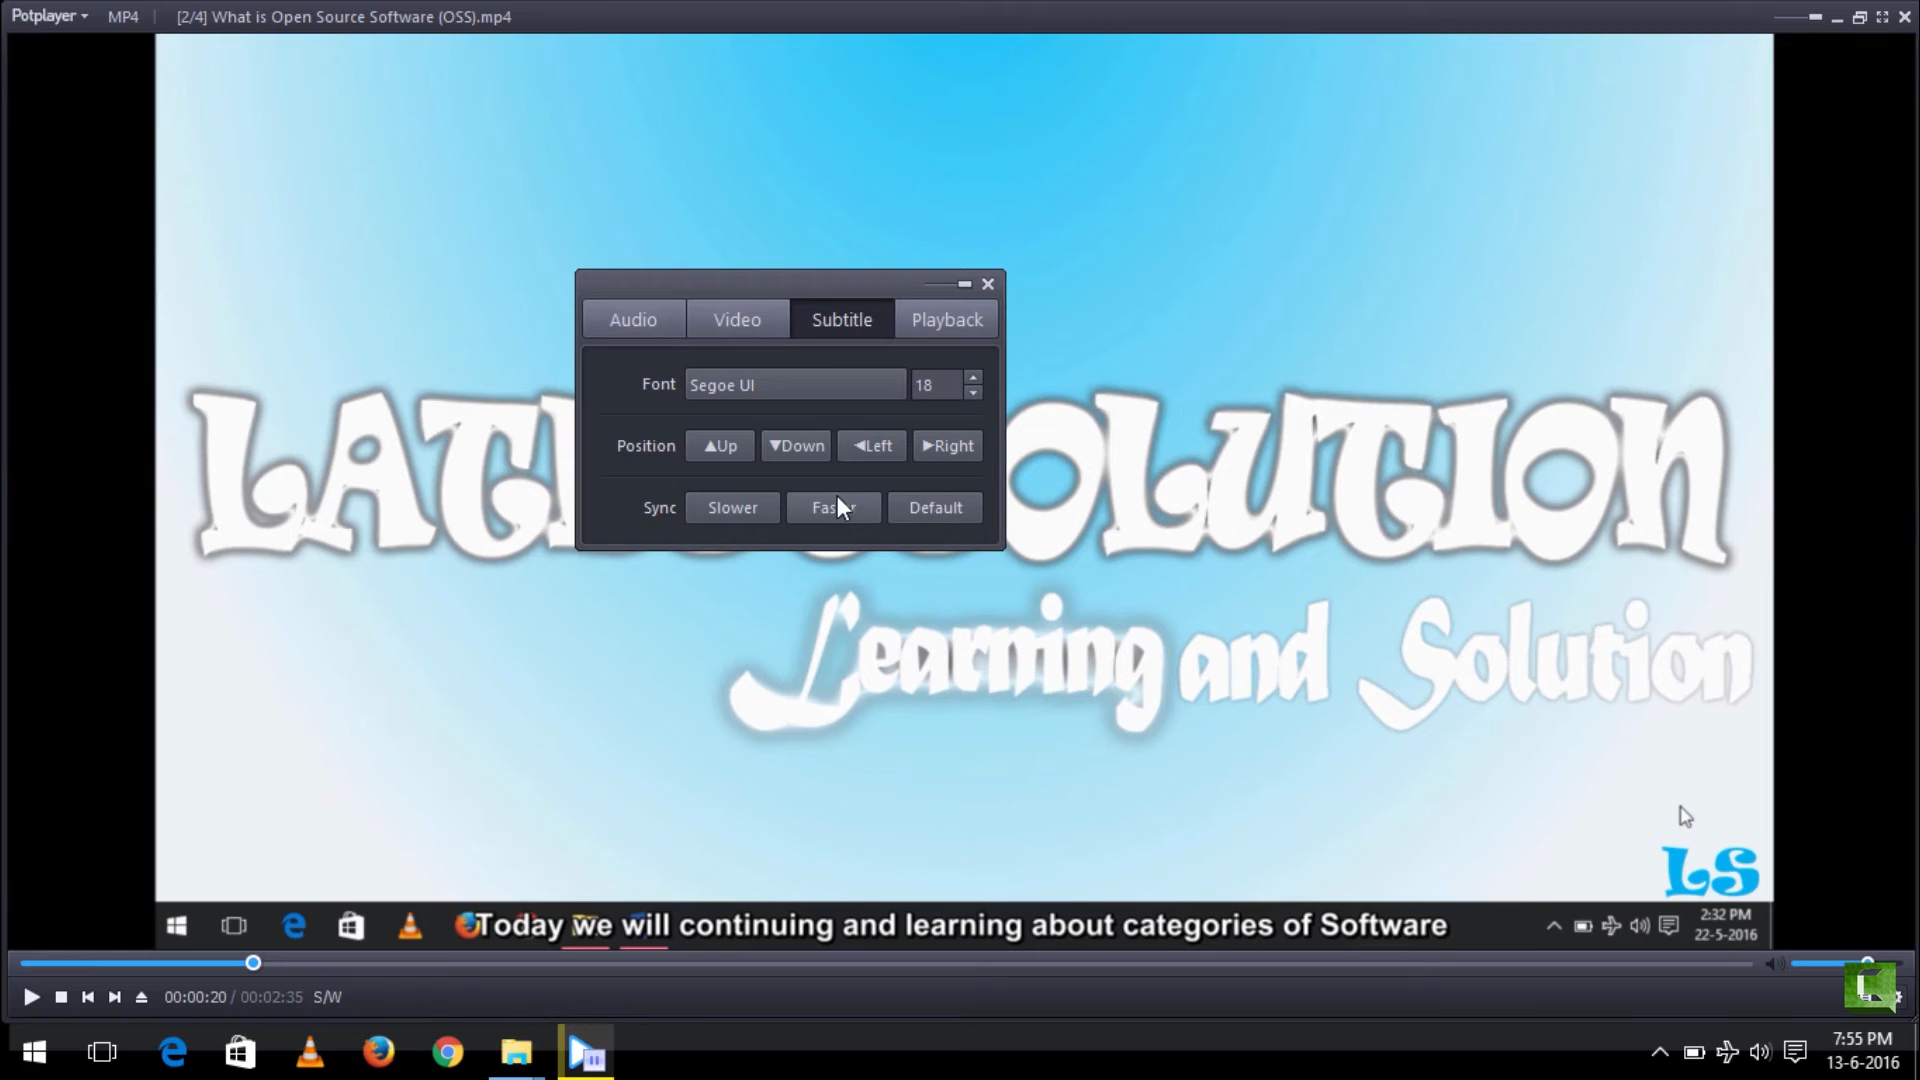 Potplayer MP4 [2/4] What is Open Source Software (OSS).mp4
Audio Video Subtitle Playback
Font Segoe UI 18
Position ▲Up ▼Down ◀Left ▶Right
Sync Slower Default
SOLUTION
Learning and Solution
LS
Today we will continuing and learning about categories of Software
2:32 PM
22-5-2016
00:00:20 / 00:02:35 S/W
7:55 PM
13-6-2016